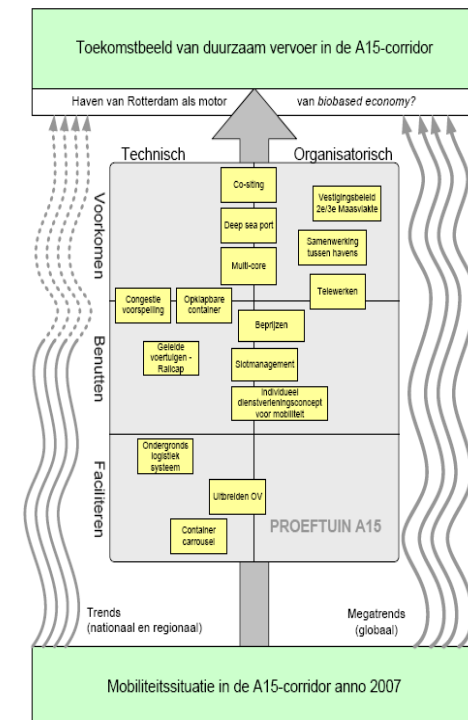 Toekomstbeeld van duurzaam vervoer in de A15-corridor
Haven van Rotterdam als motor van biobased economy?
Technisch
Organisatorisch
Voorkomen
Co-siting
Vestigingsbeleid
2e/3e Maasvlakte
Deep sea port
Samenwerking
tussen havens
Multi-core
Telewerken
Congestie
voorspelling
Opklapbare
container
Benutten
Beprijzen
Geleide
voertuigen -
Railcap
Slotmanagement
Individueel
dienstverleningsconcept
voor mobiliteit
Faciliteren
Ondergronds
logistiek
systeem
Uitbreiden OV
Container
carrousel
PROEFTUIN A15
Trends
(nationaal en regionaal)
Megatrends
(globaal)
Mobiliteitssituatie in de A15-corridor anno 2007